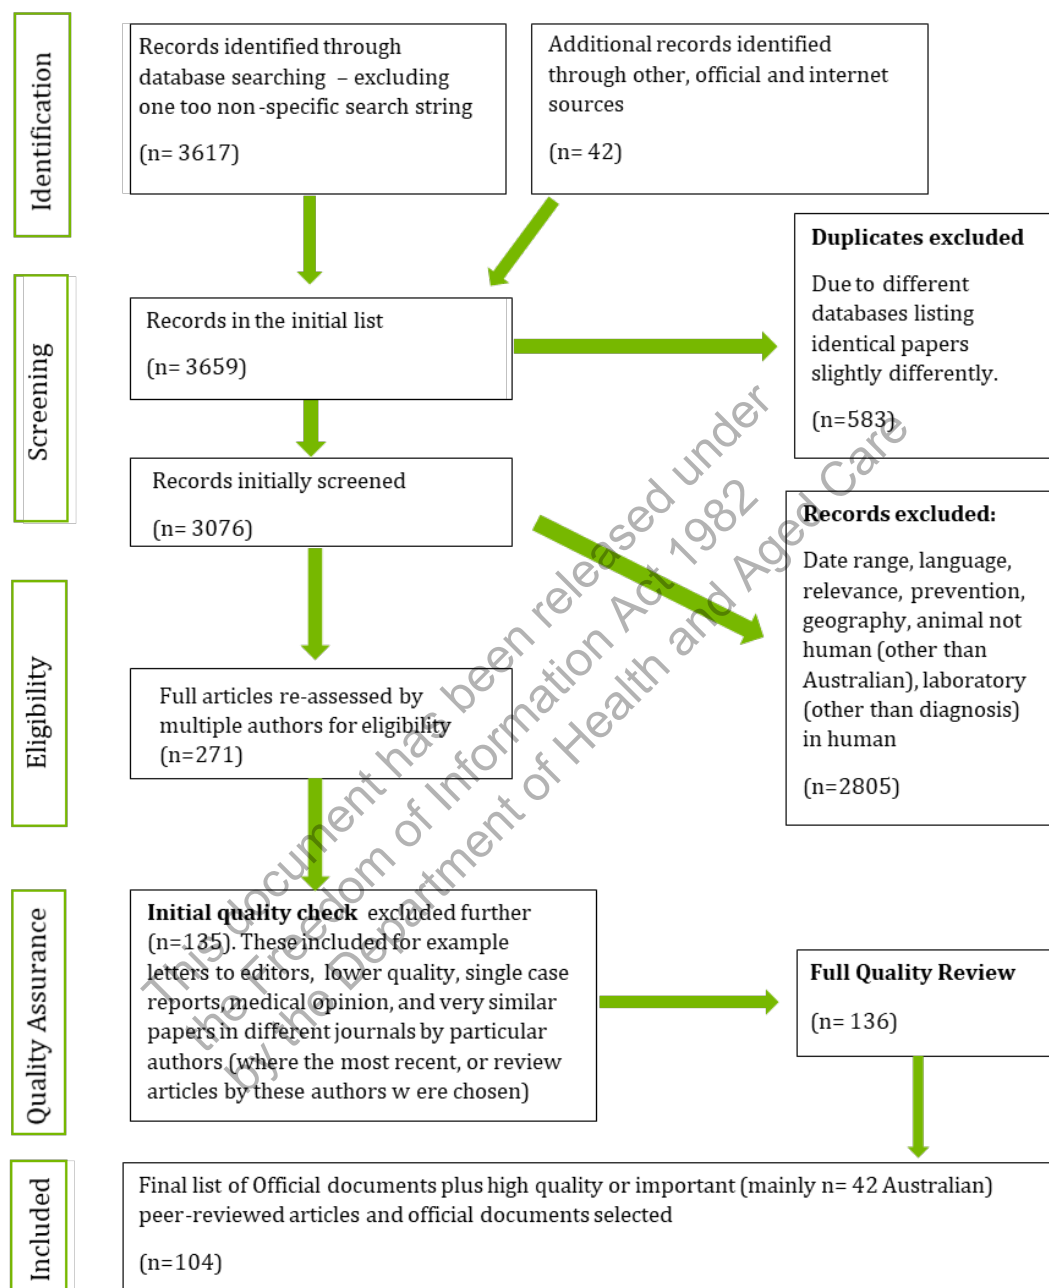 Identification
Records identified through
database searching – excluding
one too non-specific search string
(n= 3617)
Additional records identified
through other, official and internet
sources
(n= 42)
Duplicates excluded
Due to different
databases listing
identical papers
slightly differently.
(n=583)
Screening
Records in the initial list
(n= 3659)
Records initially screened
(n= 3076)
Records excluded:
Date range, language,
relevance, prevention,
geography, animal not
human (other than
Australian), laboratory
(other than diagnosis)
in human
(n=2805)
Eligibility
Full articles re-assessed by
multiple authors for eligibility
(n=271)
Quality Assurance
Initial quality check excluded further
(n=135). These included for example
letters to editors, lower quality, single case
reports, medical opinion, and very similar
papers in different journals by particular
authors (where the most recent, or review
articles by these authors w ere chosen)
Full Quality Review
(n= 136)
Included
Final list of Official documents plus high quality or important (mainly n= 42 Australian)
peer-reviewed articles and official documents selected
(n=104)
This document has been released under
the Freedom of Information Act 1982
by the Department of Health and Aged Care